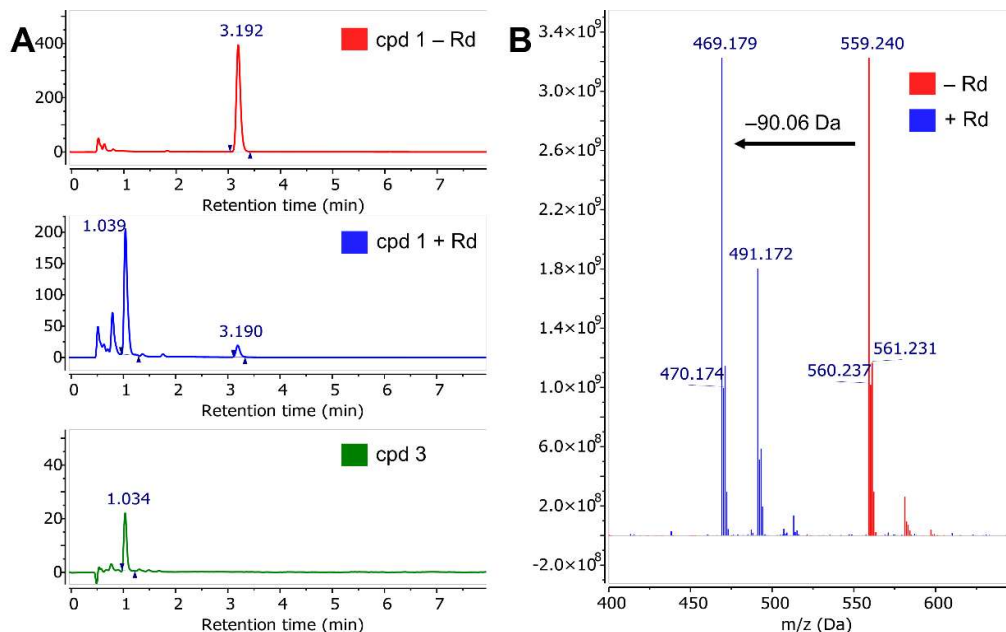 A
cpd 1 – Rd
3.192
400
200
0
0 1 2 3 4 5 6 7
Retention time (min)
cpd 1 + Rd
1.039
3.190
200
150
100
50
0
0 1 2 3 4 5 6 7
Retention time (min)
cpd 3
1.034
40
20
0
0 1 2 3 4 5 6 7
Retention time (min)
B
– Rd
+ Rd
469.179
559.240
–90.06 Da
491.172
470.174
560.237
561.231
3.4×10⁹
3.0×10⁹
2.6×10⁹
2.2×10⁹
1.8×10⁹
1.4×10⁹
1.0×10⁹
6.0×10⁸
2.0×10⁸
-2.0×10⁸
400 450 500 550 600
m/z (Da)